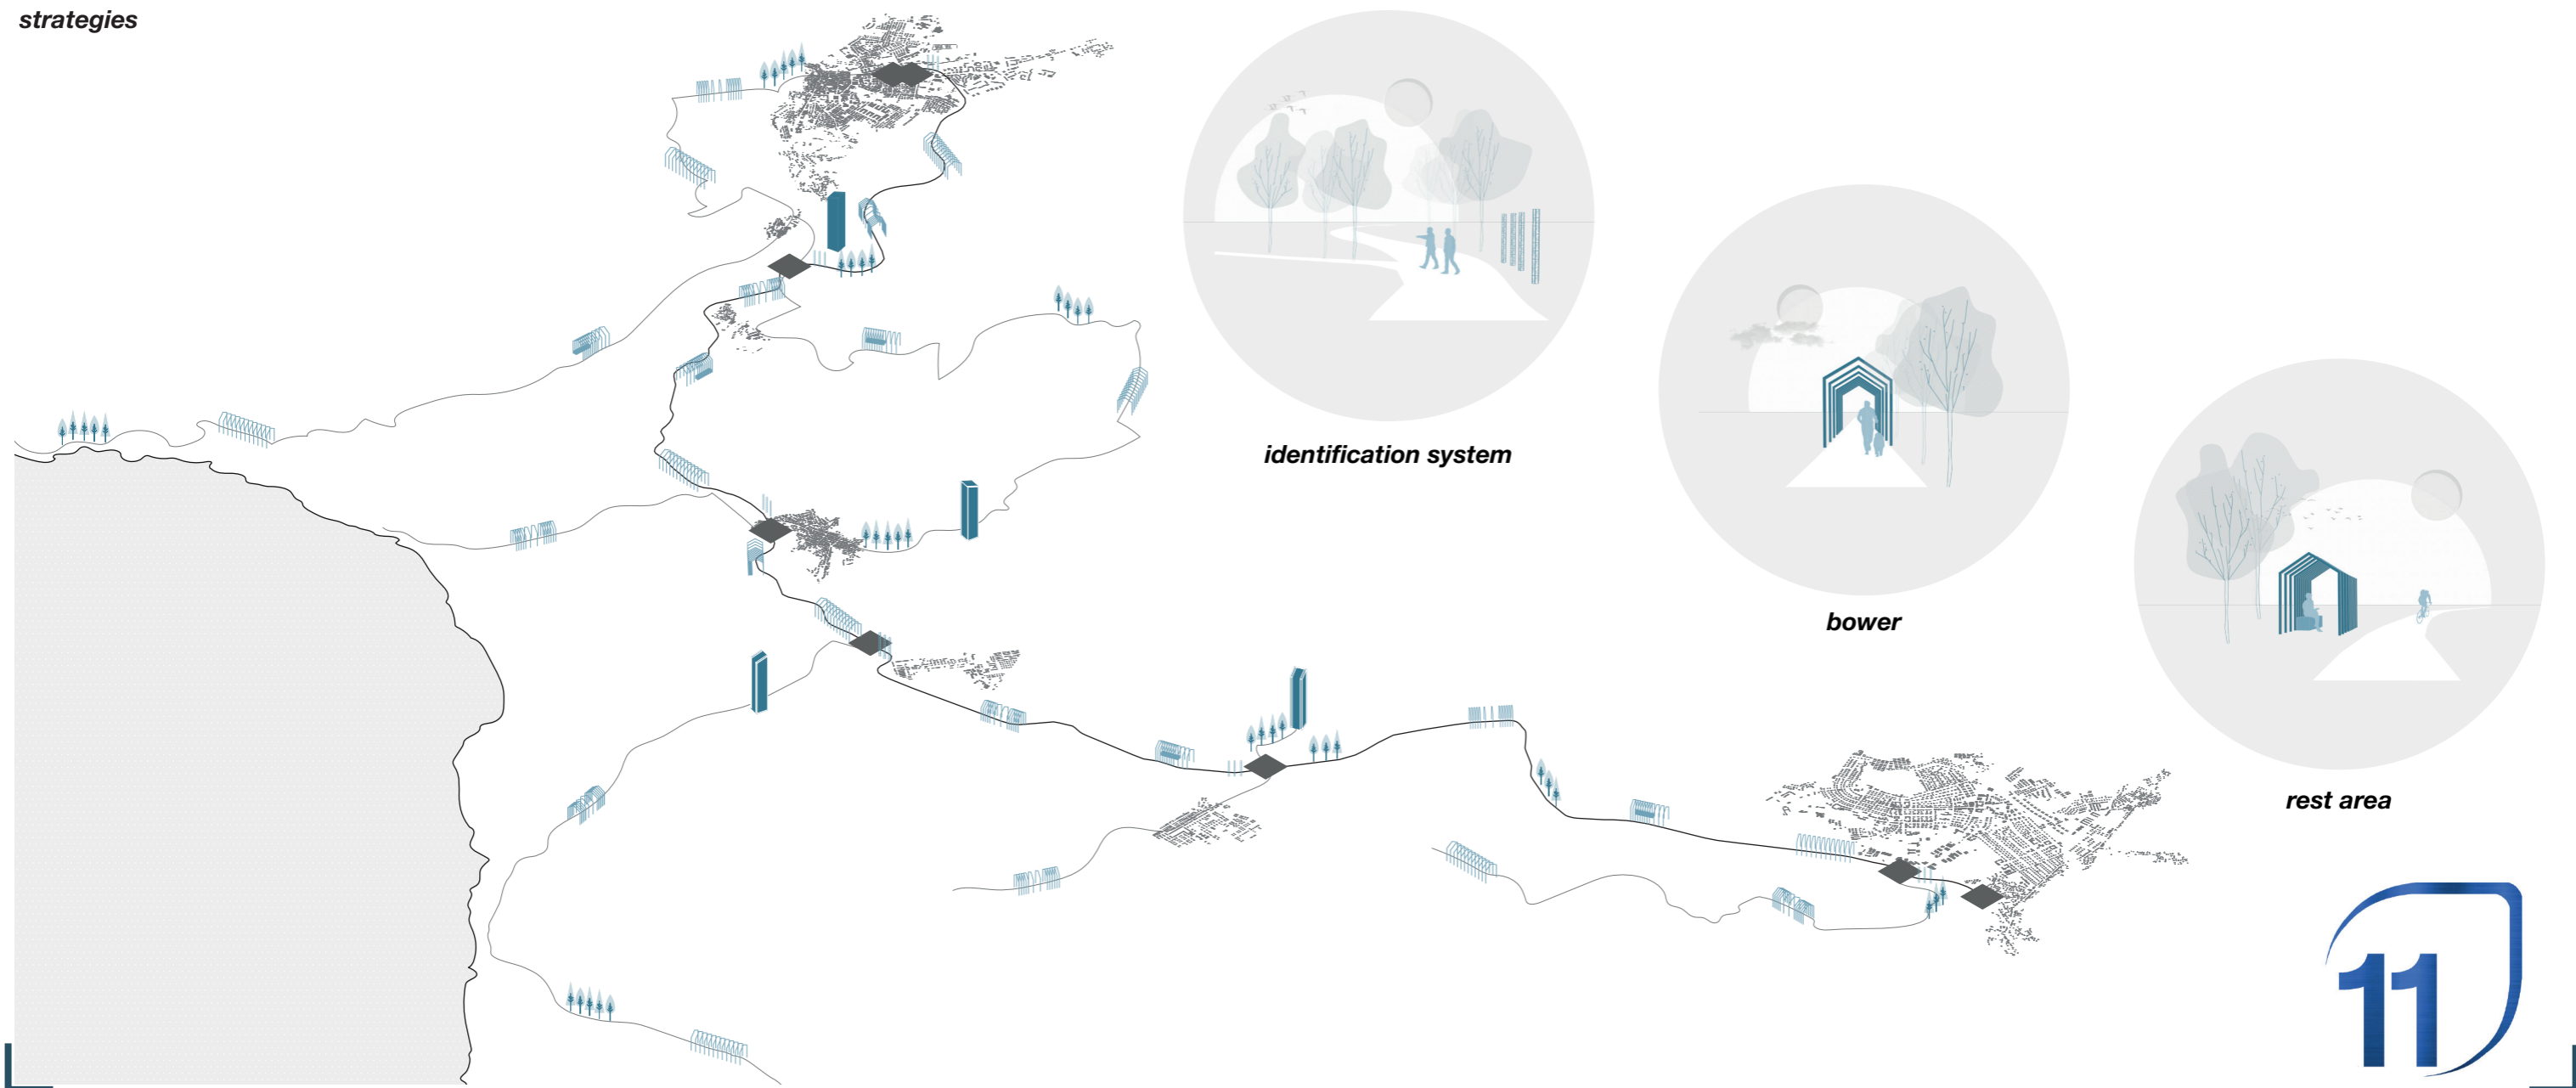 strategies
identification system
bower
rest area
11